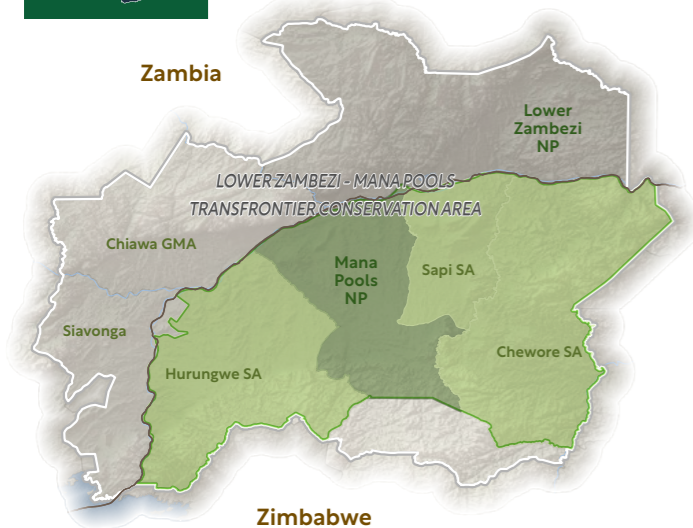 Zambia
Lower
Zambezi
NP
LOWER ZAMBEZI - MANA POOLS
TRANSFRONTIER CONSERVATION AREA
Chiawa GMA
Mana
Pools
NP
Sapi SA
Siavonga
Chewore SA
Hurungwe SA
Zimbabwe